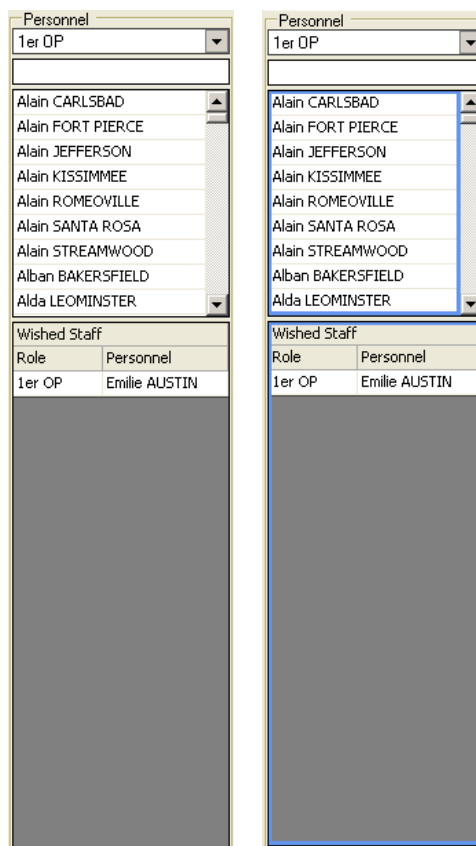 Personnel
1er OP
Alain CARLSBAD
Alain FORT PIERCE
Alain JEFFERSON
Alain KISSIMMEE
Alain ROMEOVILLE
Alain SANTA ROSA
Alain STREAMWOOD
Alban BAKERSFIELD
Alda LEOMINSTER
Wished Staff
Role Personnel
1er OP Emilie AUSTIN
Personnel
1er OP
Alain CARLSBAD
Alain FORT PIERCE
Alain JEFFERSON
Alain KISSIMMEE
Alain ROMEOVILLE
Alain SANTA ROSA
Alain STREAMWOOD
Alban BAKERSFIELD
Alda LEOMINSTER
Wished Staff
Role Personnel
1er OP Emilie AUSTIN